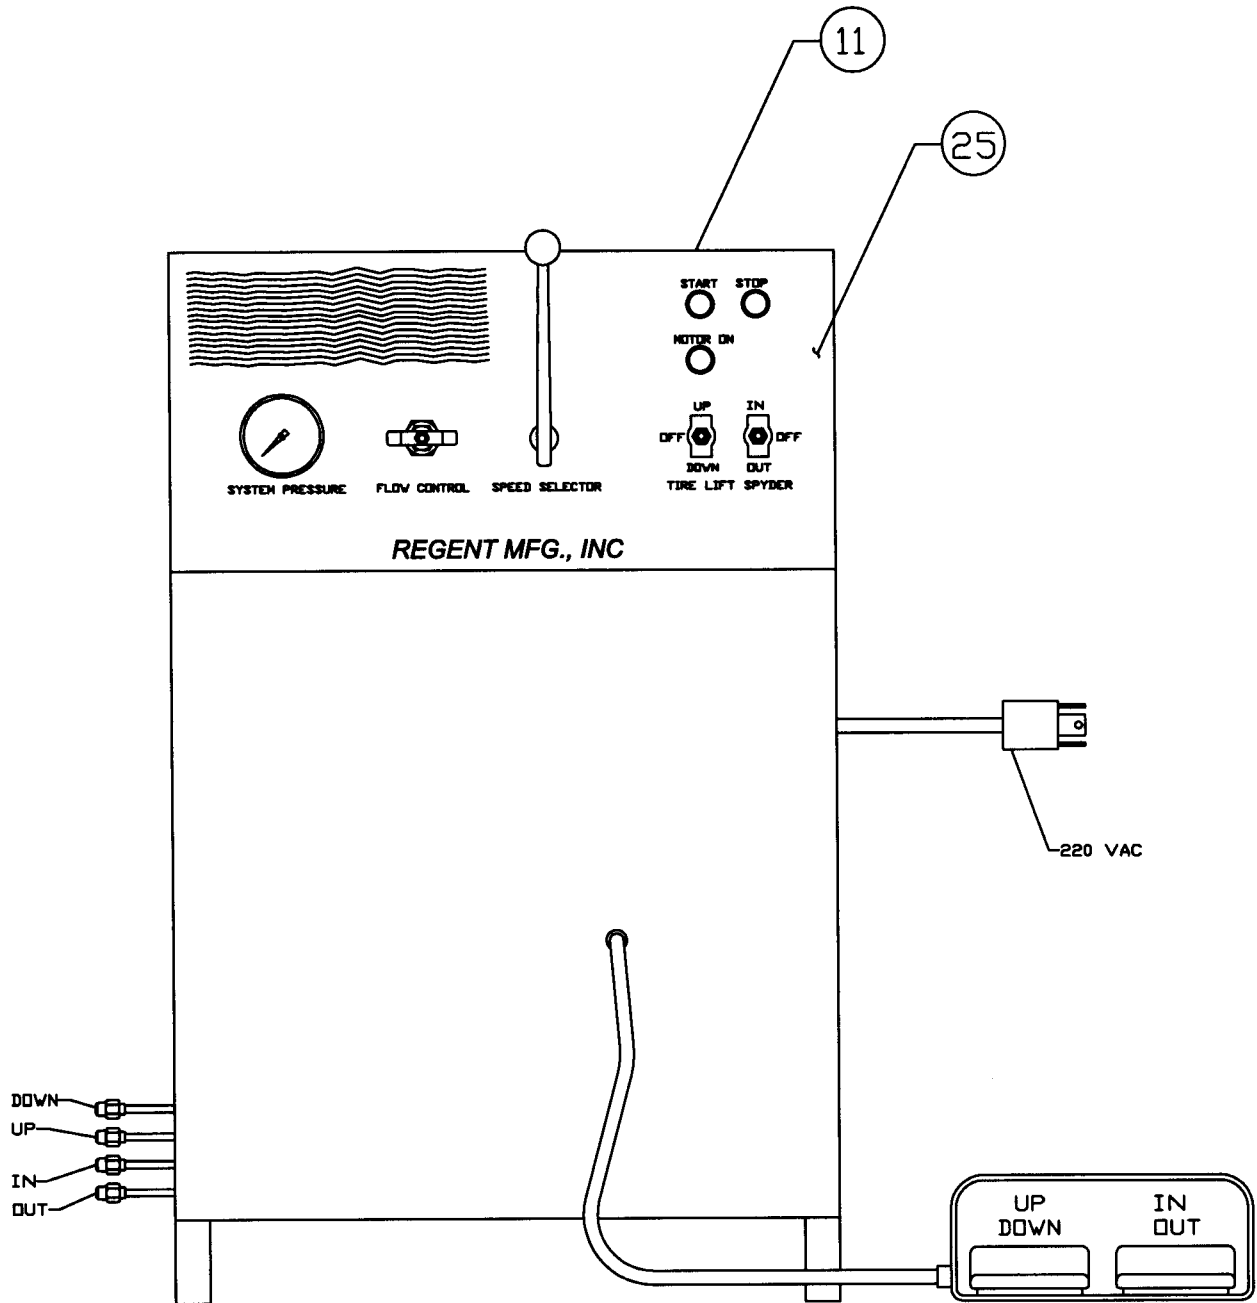 11
25
START STOP
MOTOR ON
UP IN
OFF OFF
DOWN OUT
SYSTEM PRESSURE FLOW CONTROL SPEED SELECTOR TIRE LIFT SPYDER
REGENT MFG., INC
220 VAC
DOWN
UP
IN
OUT
UP IN
DOWN OUT